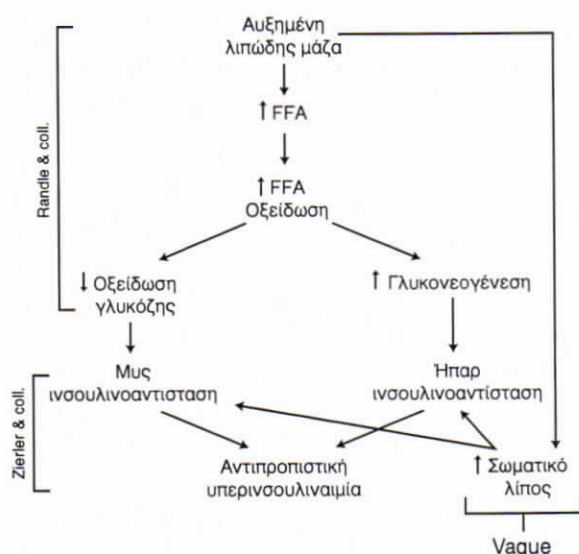 Αυξημένη
λιπώδης μάζα
↑ FFA
↑ FFA
Οξείδωση
Randle & coll.
↓ Οξείδωση
γλυκόζης
↑ Γλυκονεογένεση
Μυς
ινσουλινοαντισταση
Ήπαρ
ινσουλινοαντίσταση
Zierler & coll.
Αντιπροπιστική
υπερινσουλιναιμία
↑ Σωματικό
λίπος
Vague